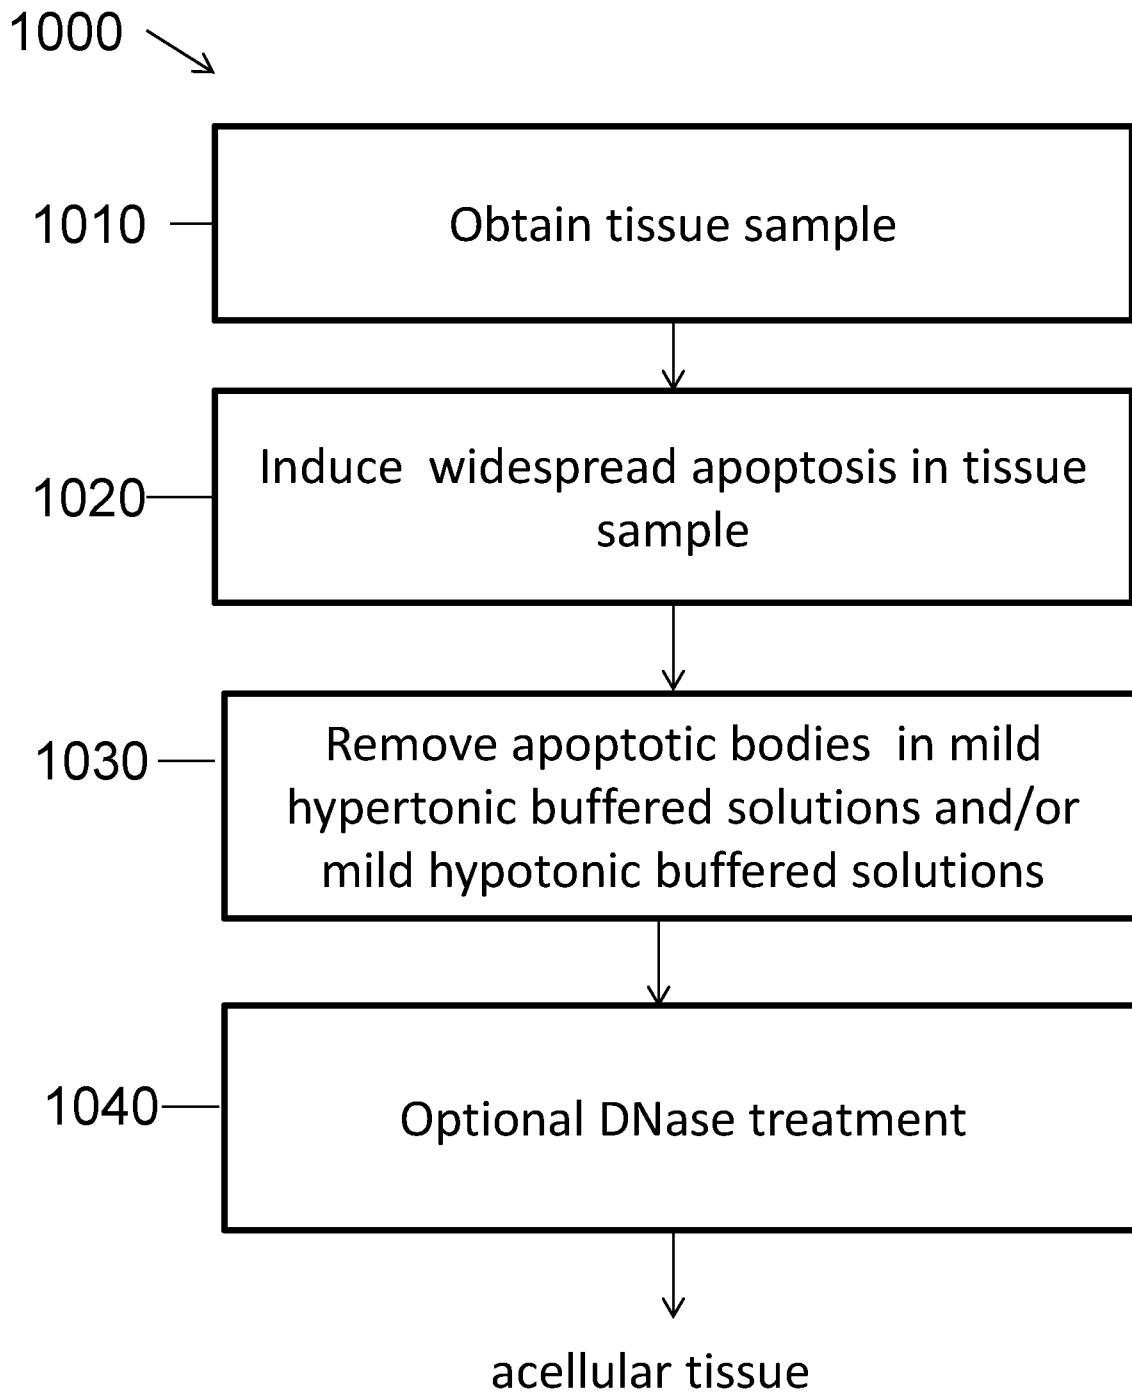 1000
1010
Obtain tissue sample
1020
Induce  widespread apoptosis in tissue
sample
1030
Remove apoptotic bodies  in mild
hypertonic buffered solutions and/or
mild hypotonic buffered solutions
1040
Optional DNase treatment
acellular tissue